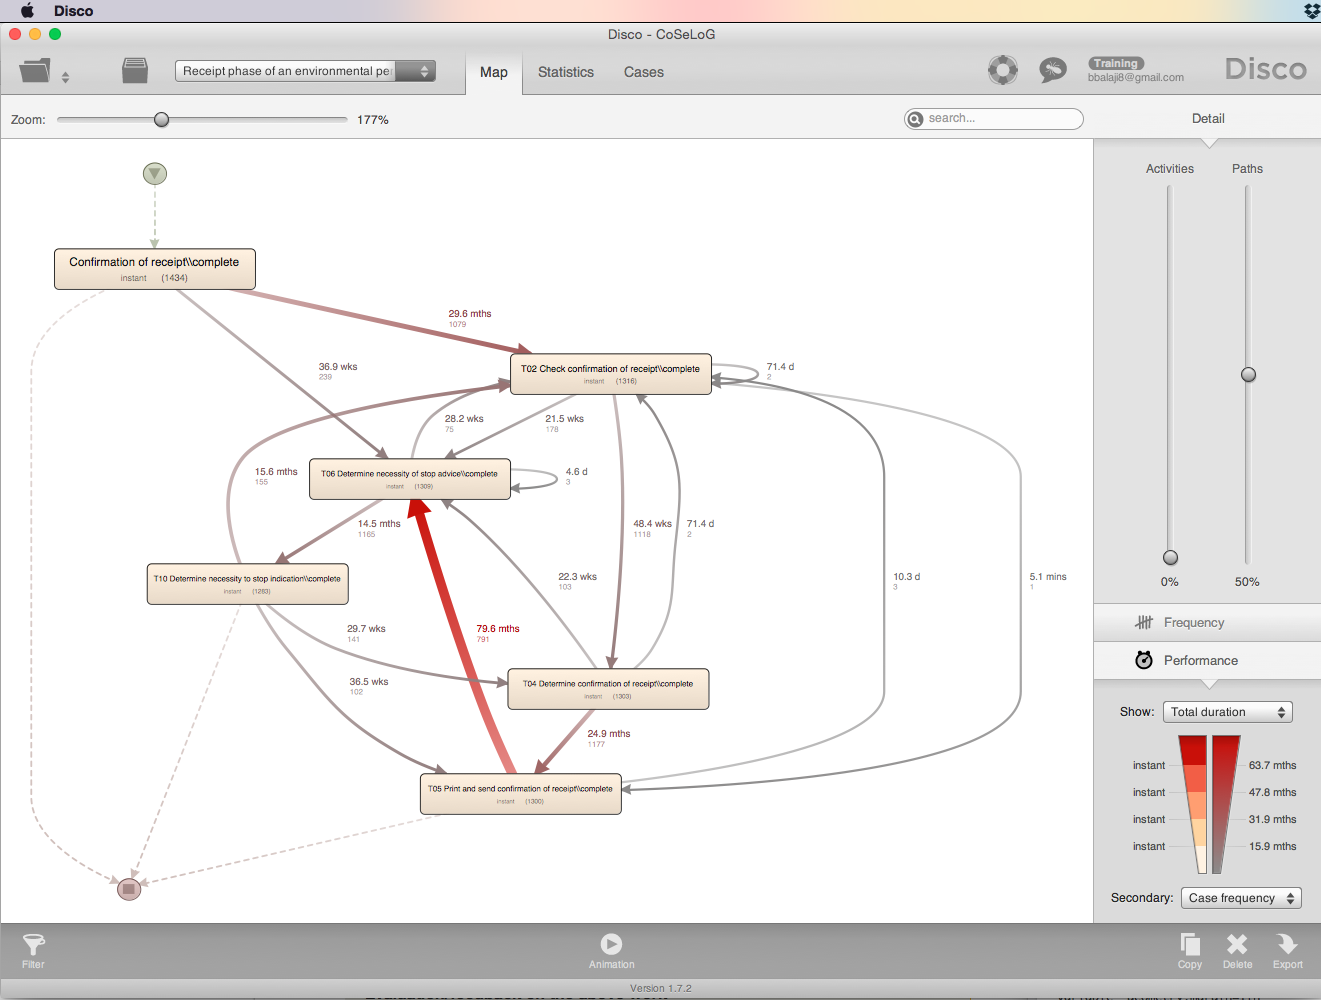 Disco
Disco - CoSeLoG
Receipt phase of an environmental pe
Map
Statistics
Cases
Training
bbalaji8@gmail.com
Disco
Zoom:
177%
search...
Detail
Activities
Paths
Confirmation of receipt\\complete
instant (1434)
29.6 mths
1079
36.9 wks
239
T02 Check confirmation of receipt\\complete
instant (1316)
71.4 d
2
28.2 wks
75
21.5 wks
178
15.6 mths
155
T06 Determine necessity of stop advice\\complete
instant (1309)
4.6 d
3
14.5 mths
1165
48.4 wks
1118
71.4 d
2
T10 Determine necessity to stop indication\\complete
instant (1283)
22.3 wks
103
10.3 d
3
5.1 mins
1
0%
50%
29.7 wks
141
79.6 mths
791
Frequency
Performance
36.5 wks
102
T04 Determine confirmation of receipt\\complete
instant (1303)
24.9 mths
1177
Show:
Total duration
T05 Print and send confirmation of receipt\\complete
instant (1300)
instant
63.7 mths
instant
47.8 mths
instant
31.9 mths
instant
15.9 mths
Secondary:
Case frequency
Filter
Animation
Copy
Delete
Export
Version 1.7.2